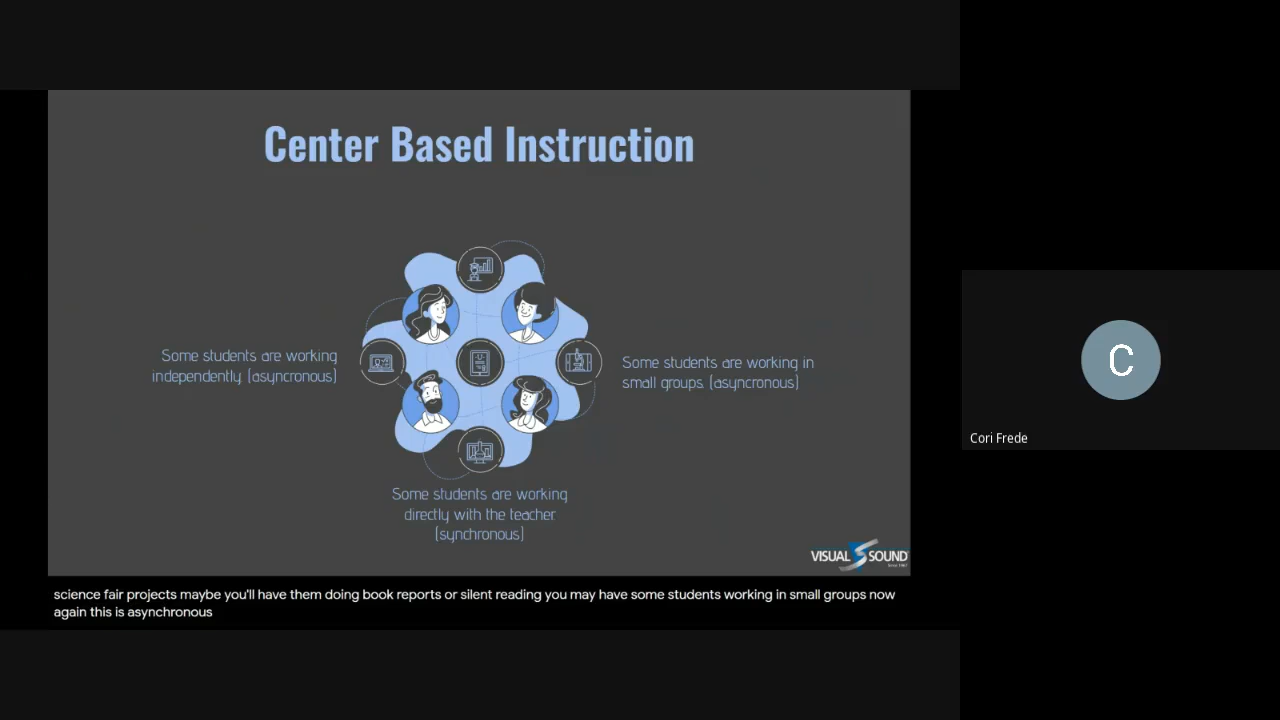 Center Based Instruction
Some students are working
independently. (asyncronous)
Some students are working in
small groups. (asyncronous)
Some students are working
directly with the teacher.
(synchronous)
VISUAL SOUND
Since 1967
science fair projects maybe you'll have them doing book reports or silent reading you may have some students working in small groups now
again this is asynchronous
C
Cori Frede